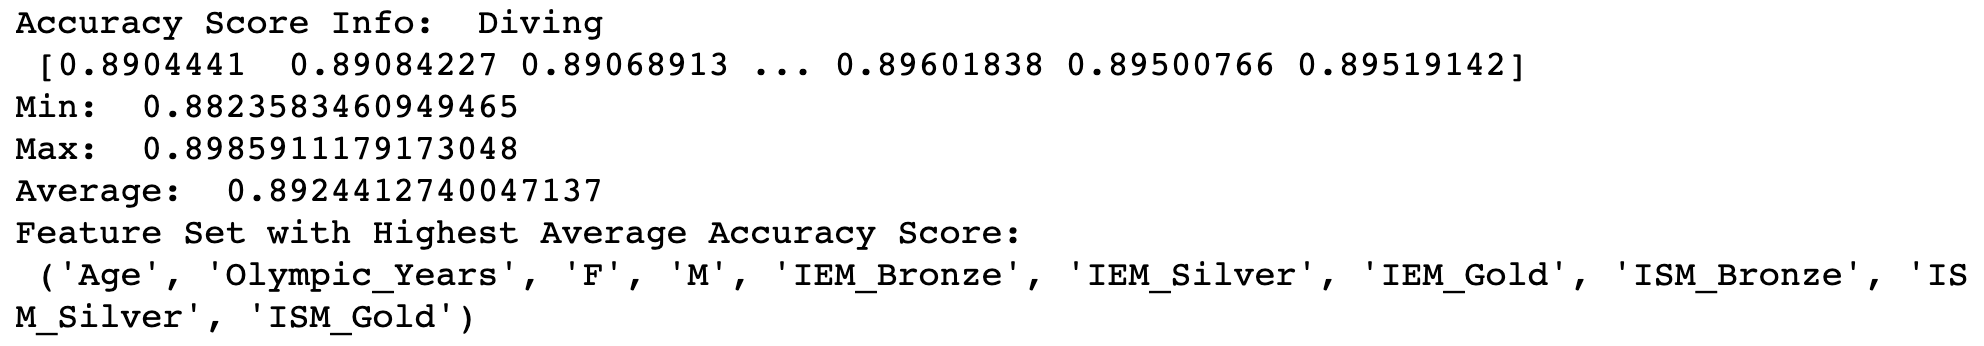 Accuracy Score Info:  Diving
 [0.8904441  0.89084227 0.89068913 ... 0.89601838 0.89500766 0.89519142]
Min:  0.8823583460949465
Max:  0.8985911179173048
Average:  0.8924412740047137
Feature Set with Highest Average Accuracy Score:
 ('Age', 'Olympic_Years', 'F', 'M', 'IEM_Bronze', 'IEM_Silver', 'IEM_Gold', 'ISM_Bronze', 'IS
M_Silver', 'ISM_Gold')